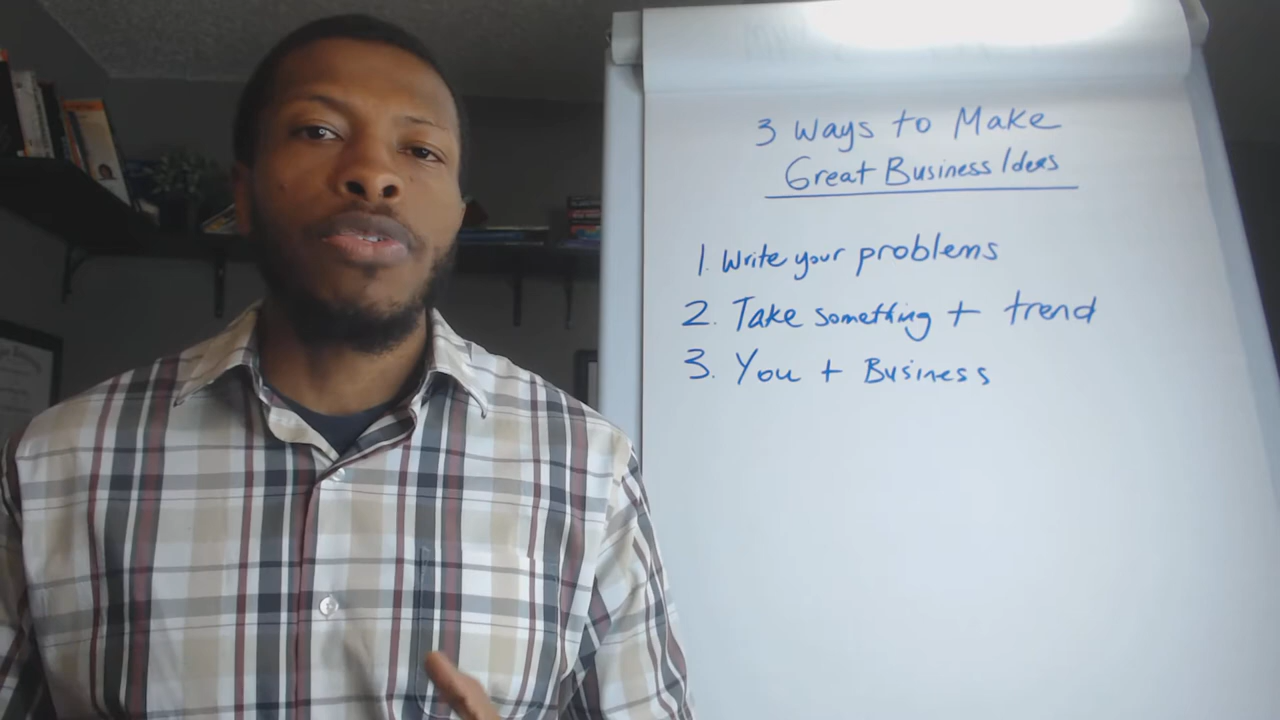 3 Ways to Make
Great Business Ideas
1. Write your problems
2. Take something + trend
3. You + Business